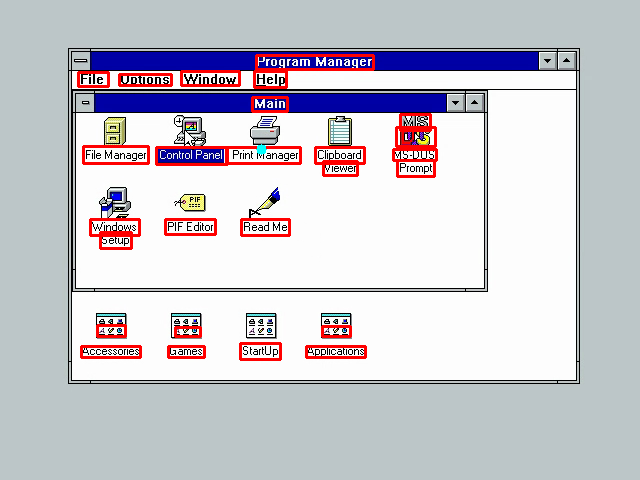 Program Manager
File Options Window Help
Main
MS
DOS
File Manager Control Panel Print Manager Clipboard Viewer MS-DOS Prompt
PIF
Windows Setup PIF Editor Read Me
Accessories Games StartUp Applications